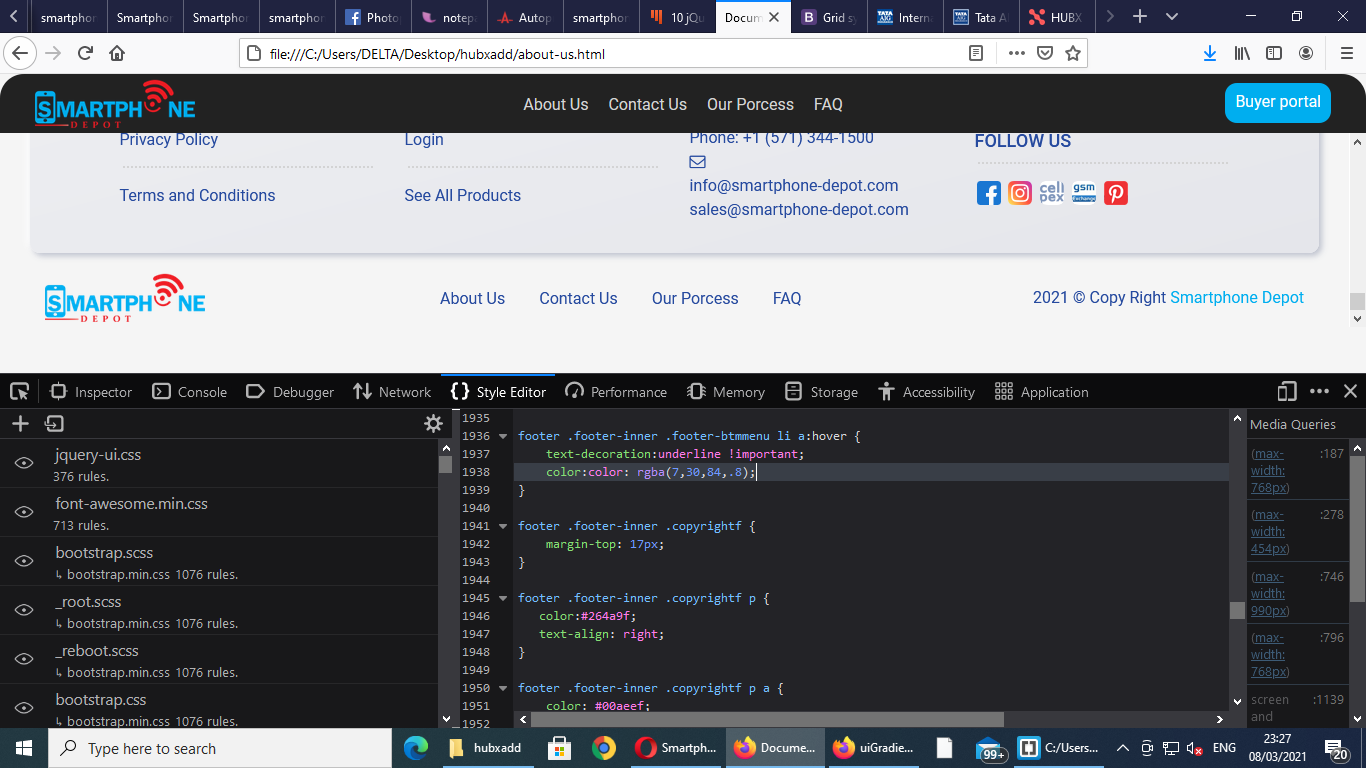 smartphor
Smartphor
Smartphor
smartphor
Photo
notepa
Autop
smartphor
10 jQu
Docum
Grid sy
Interna
Tata AI
HUBX
file:///C:/Users/DELTA/Desktop/hubxadd/about-us.html
SMARTPHONE
DEPOT
About Us Contact Us Our Porcess FAQ
Buyer portal
Privacy Policy
Login
Phone: +1 (571) 344-1500
FOLLOW US
Terms and Conditions
See All Products
info@smartphone-depot.com
sales@smartphone-depot.com
cell
pex
gsm
Exchange
SMARTPHONE
DEPOT
About Us Contact Us Our Porcess FAQ
2021 © Copy Right Smartphone Depot
Inspector Console Debugger Network Style Editor Performance Memory Storage Accessibility Application
jquery-ui.css
376 rules.
font-awesome.min.css
713 rules.
bootstrap.scss
↳ bootstrap.min.css 1076 rules.
_root.scss
↳ bootstrap.min.css 1076 rules.
_reboot.scss
↳ bootstrap.min.css 1076 rules.
bootstrap.css
↳ bootstrap.min.css 1076 rules.
1935
1936 footer .footer-inner .footer-btmmenu li a:hover {
1937 text-decoration:underline !important;
1938 color:color: rgba(7,30,84,.8);
1939 }
1940
1941 footer .footer-inner .copyrightf {
1942 margin-top: 17px;
1943 }
1944
1945 footer .footer-inner .copyrightf p {
1946 color:#264a9f;
1947 text-align: right;
1948 }
1949
1950 footer .footer-inner .copyrightf p a {
1951 color: #00aeef;
1952
Media Queries
(max- :187
width:
768px)
(max- :278
width:
454px)
(max- :746
width:
990px)
(max- :796
width:
768px)
screen :1139
and
Type here to search
hubxadd
Smartph...
Docume...
uiGradie...
99+
C:/Users...
ENG
23:27
08/03/2021
20